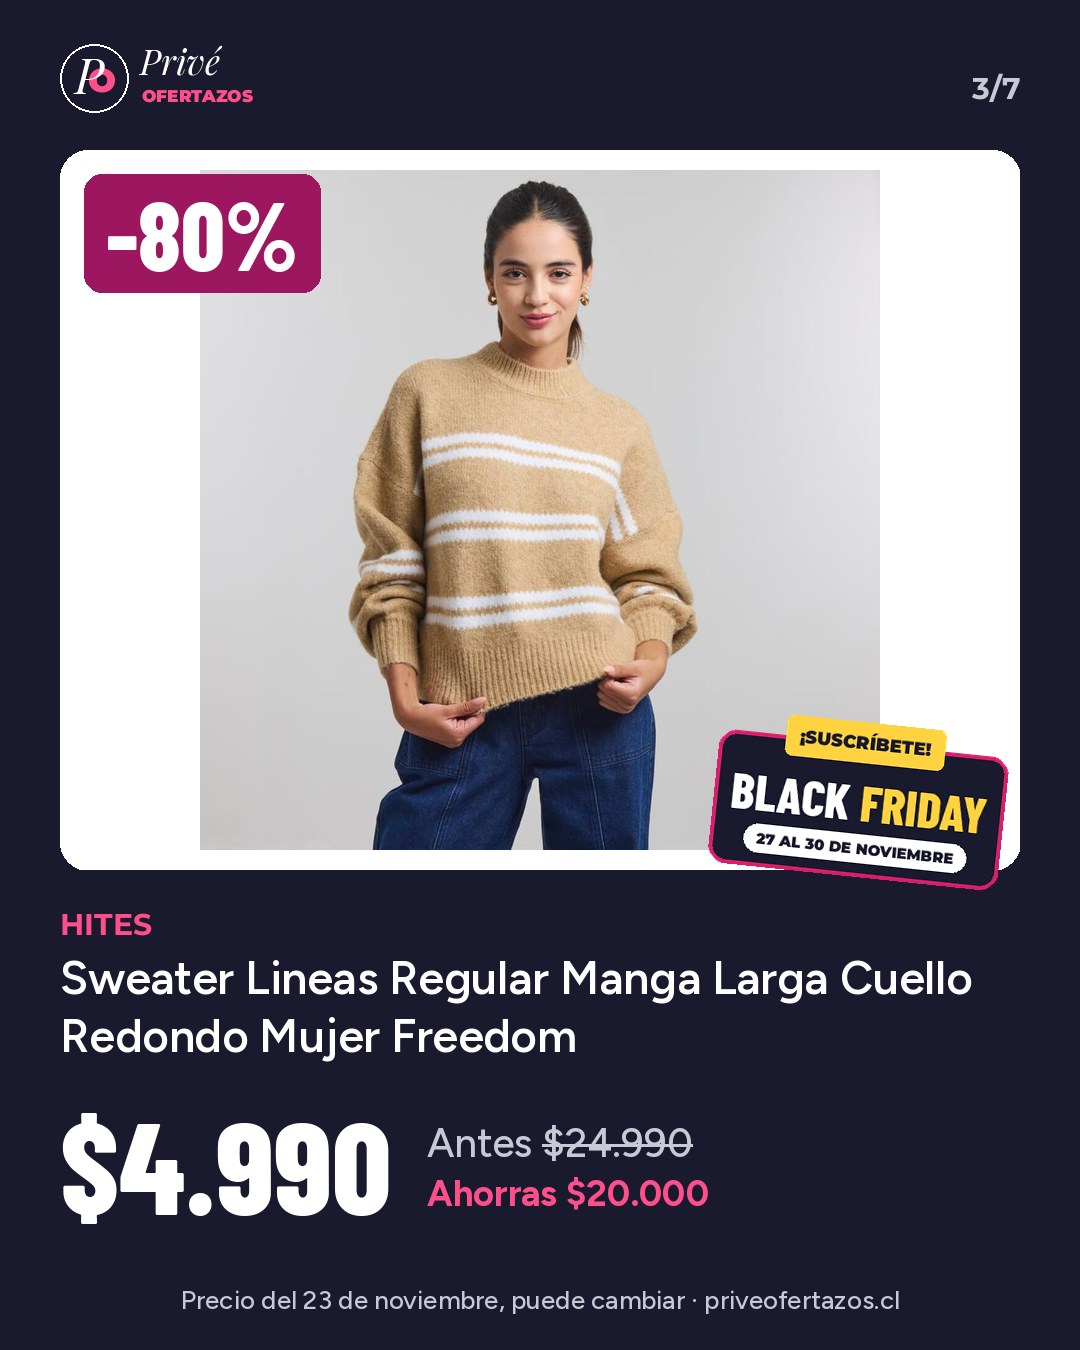 Po
Privé
OFERTAZOS
3/7
-80%
¡SUSCRÍBETE!
BLACK FRIDAY
27 AL 30 DE NOVIEMBRE
HITES
Sweater Lineas Regular Manga Larga Cuello
Redondo Mujer Freedom
$4.990
Antes $24.990
Ahorras $20.000
Precio del 23 de noviembre, puede cambiar · priveofertazos.cl